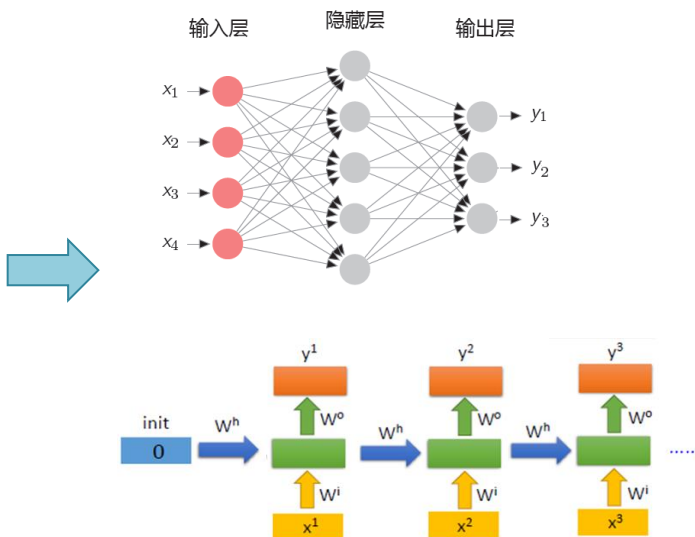 输入层 隐藏层 输出层
x₁ y₁
x₂ y₂
x₃ y₃
x₄
y¹ y² y³
init Wʰ Wᵒ Wʰ Wᵒ Wʰ Wᵒ
0 .....
Wⁱ Wⁱ Wⁱ
x¹ x² x³